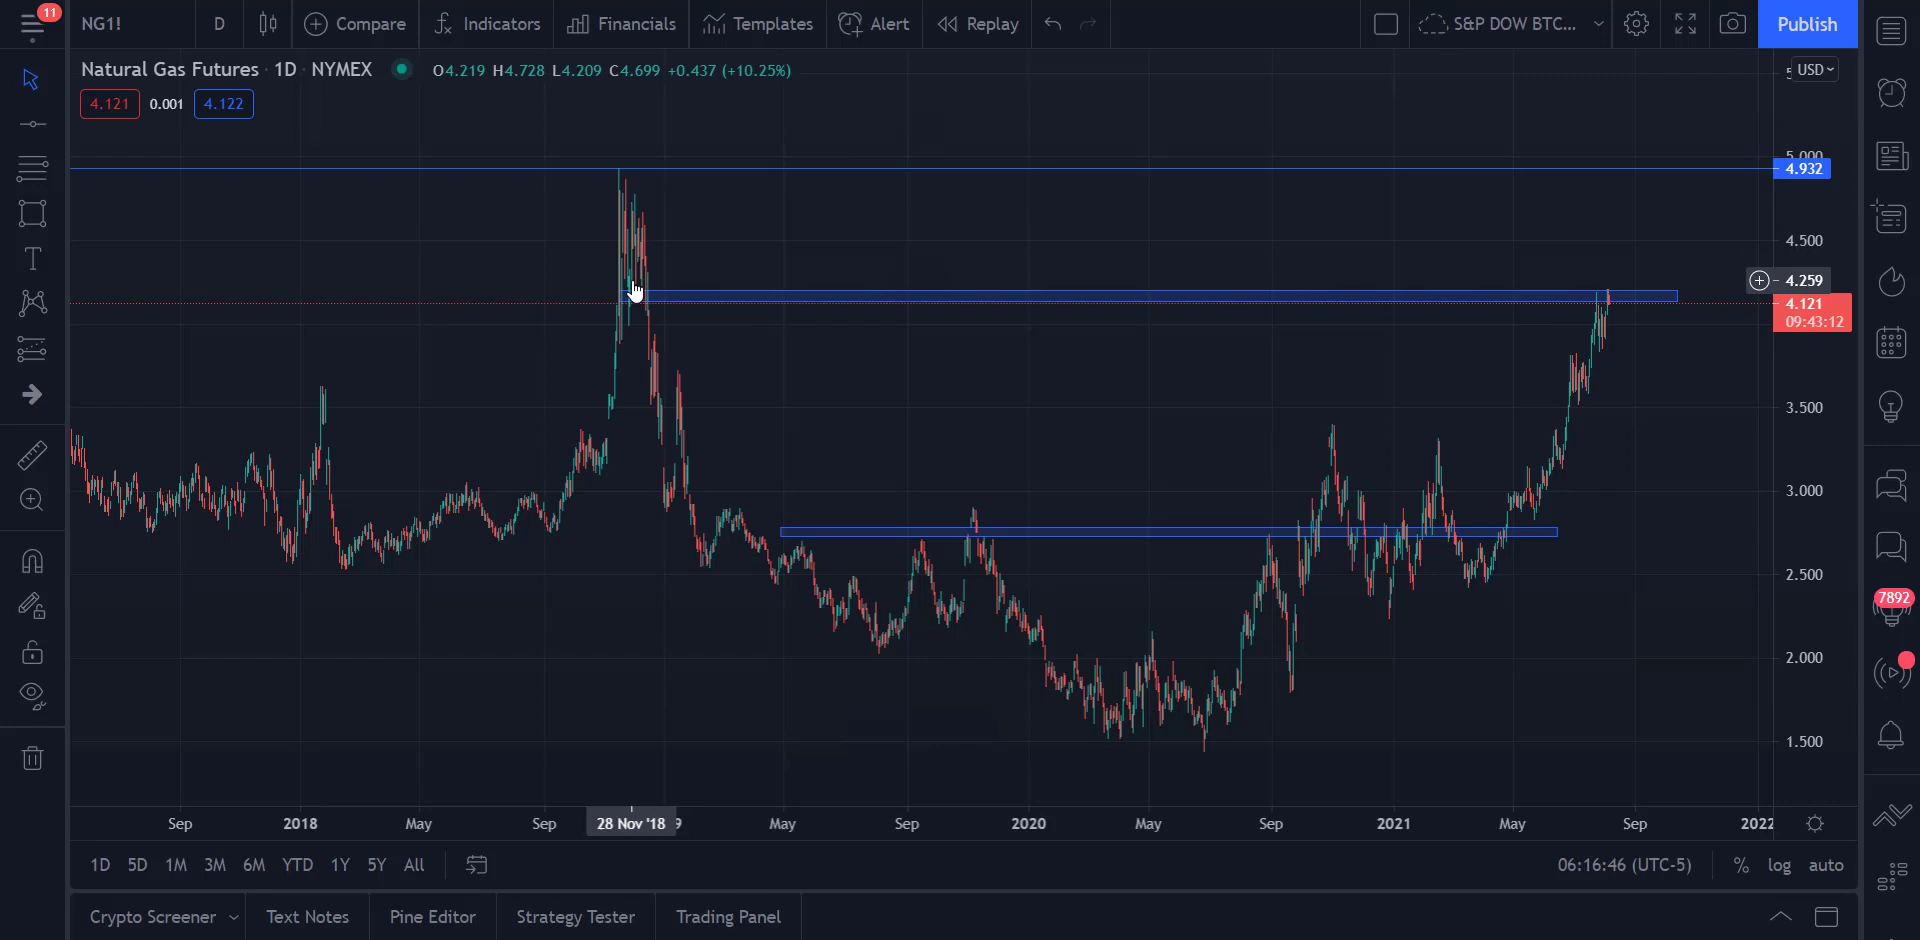 11
NG1!
D
Compare
Indicators
Financials
Templates
Alert
Replay
S&P DOW BTC...
Publish
Natural Gas Futures · 1D · NYMEX
O4.219 H4.728 L4.209 C4.699 +0.437 (+10.25%)
USD
4.121
0.001
4.122
5.000
4.932
4.500
4.259
4.121
09:43:12
3.500
3.000
2.500
2.000
1.500
7892
Sep
2018
May
Sep
28 Nov '18
9
May
Sep
2020
May
Sep
2021
May
Sep
2022
1D
5D
1M
3M
6M
YTD
1Y
5Y
All
06:16:46 (UTC-5)
%
log
auto
Crypto Screener
Text Notes
Pine Editor
Strategy Tester
Trading Panel